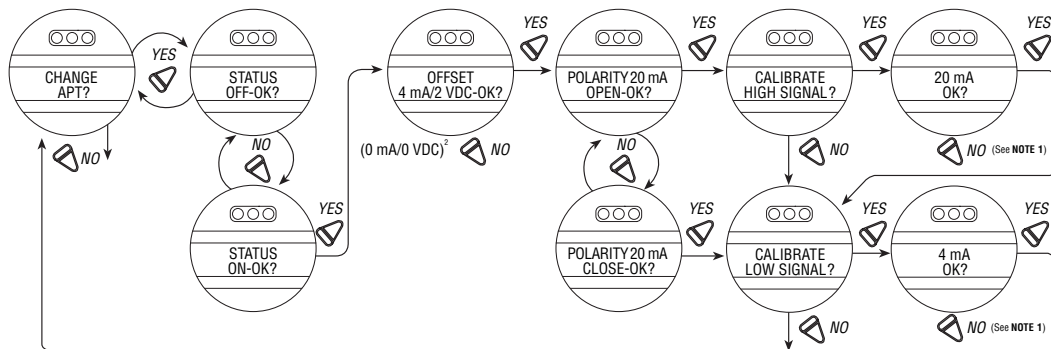 YES
CHANGE
APT?
NO
STATUS
OFF-OK?
NO
STATUS
ON-OK?
YES
OFFSET
4 mA/2 VDC-OK?
(0 mA/0 VDC)²
NO
YES
POLARITY 20 mA
OPEN-OK?
NO
YES
POLARITY 20 mA
CLOSE-OK?
YES
CALIBRATE
HIGH SIGNAL?
NO
YES
CALIBRATE
LOW SIGNAL?
NO
YES
20 mA
OK?
NO (See NOTE 1)
YES
4 mA
OK?
NO (See NOTE 1)
YES